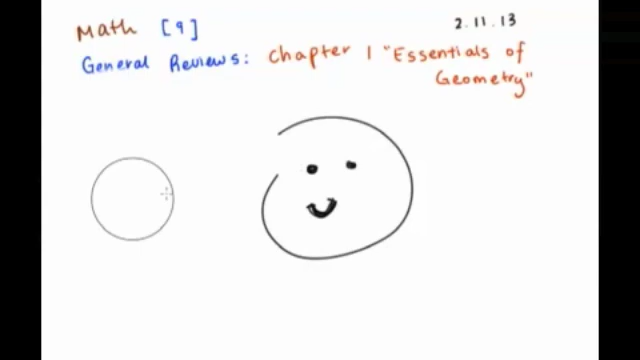 Math [9]
2.11.13
General Reviews: Chapter 1 "Essentials of
Geometry"